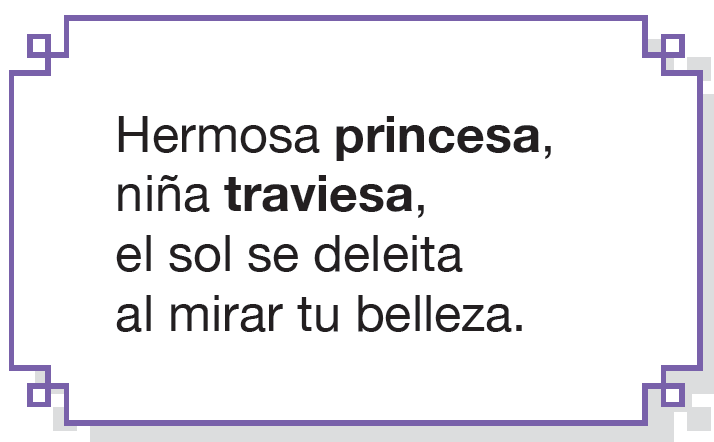 Hermosa princesa,
niña traviesa,
el sol se deleita
al mirar tu belleza.